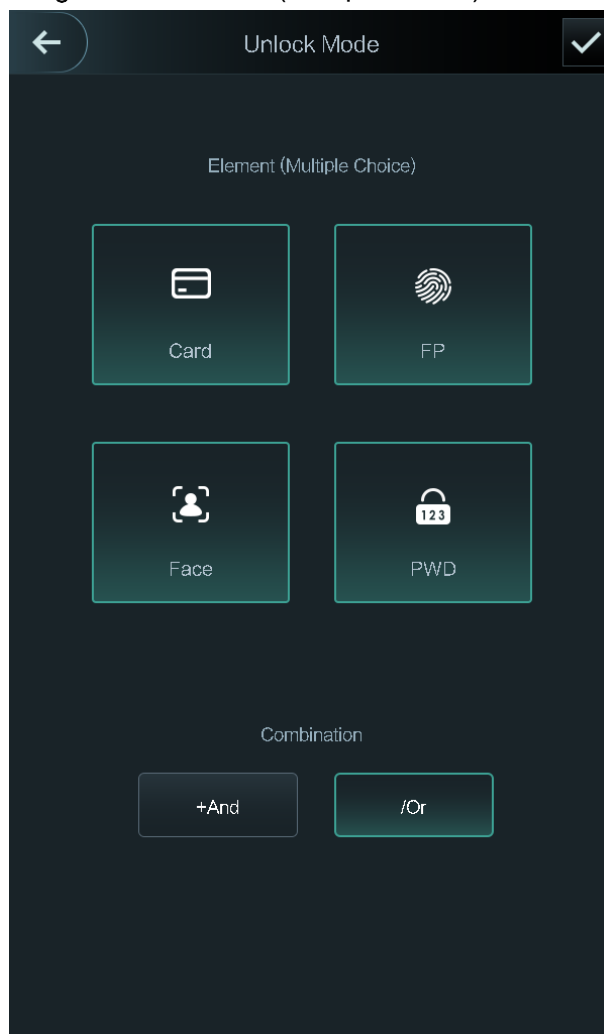 Unlock Mode
Element (Multiple Choice)
Card
FP
Face
123
PWD
Combination
+And
/Or